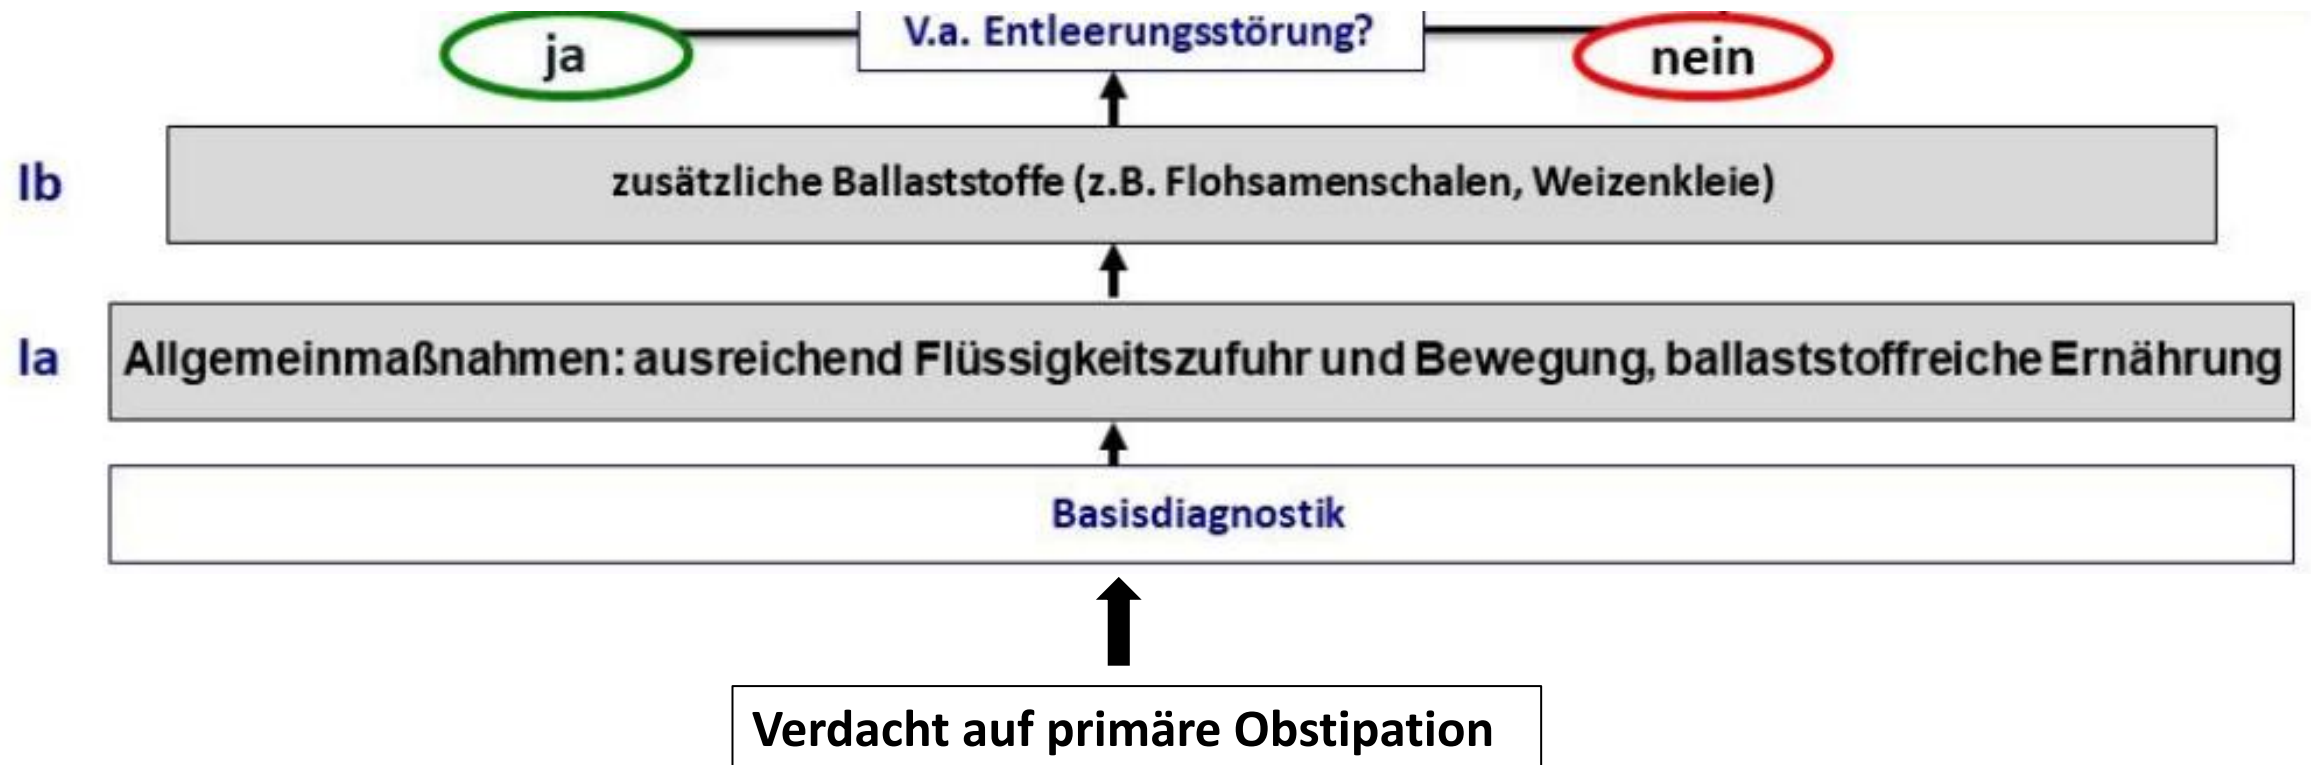 ja
V.a. Entleerungsstörung?
nein
Ib
zusätzliche Ballaststoffe (z.B. Flohsamenschalen, Weizenkleie)
Ia
Allgemeinmaßnahmen: ausreichend Flüssigkeitszufuhr und Bewegung, ballaststoffreiche Ernährung
Basisdiagnostik
Verdacht auf primäre Obstipation